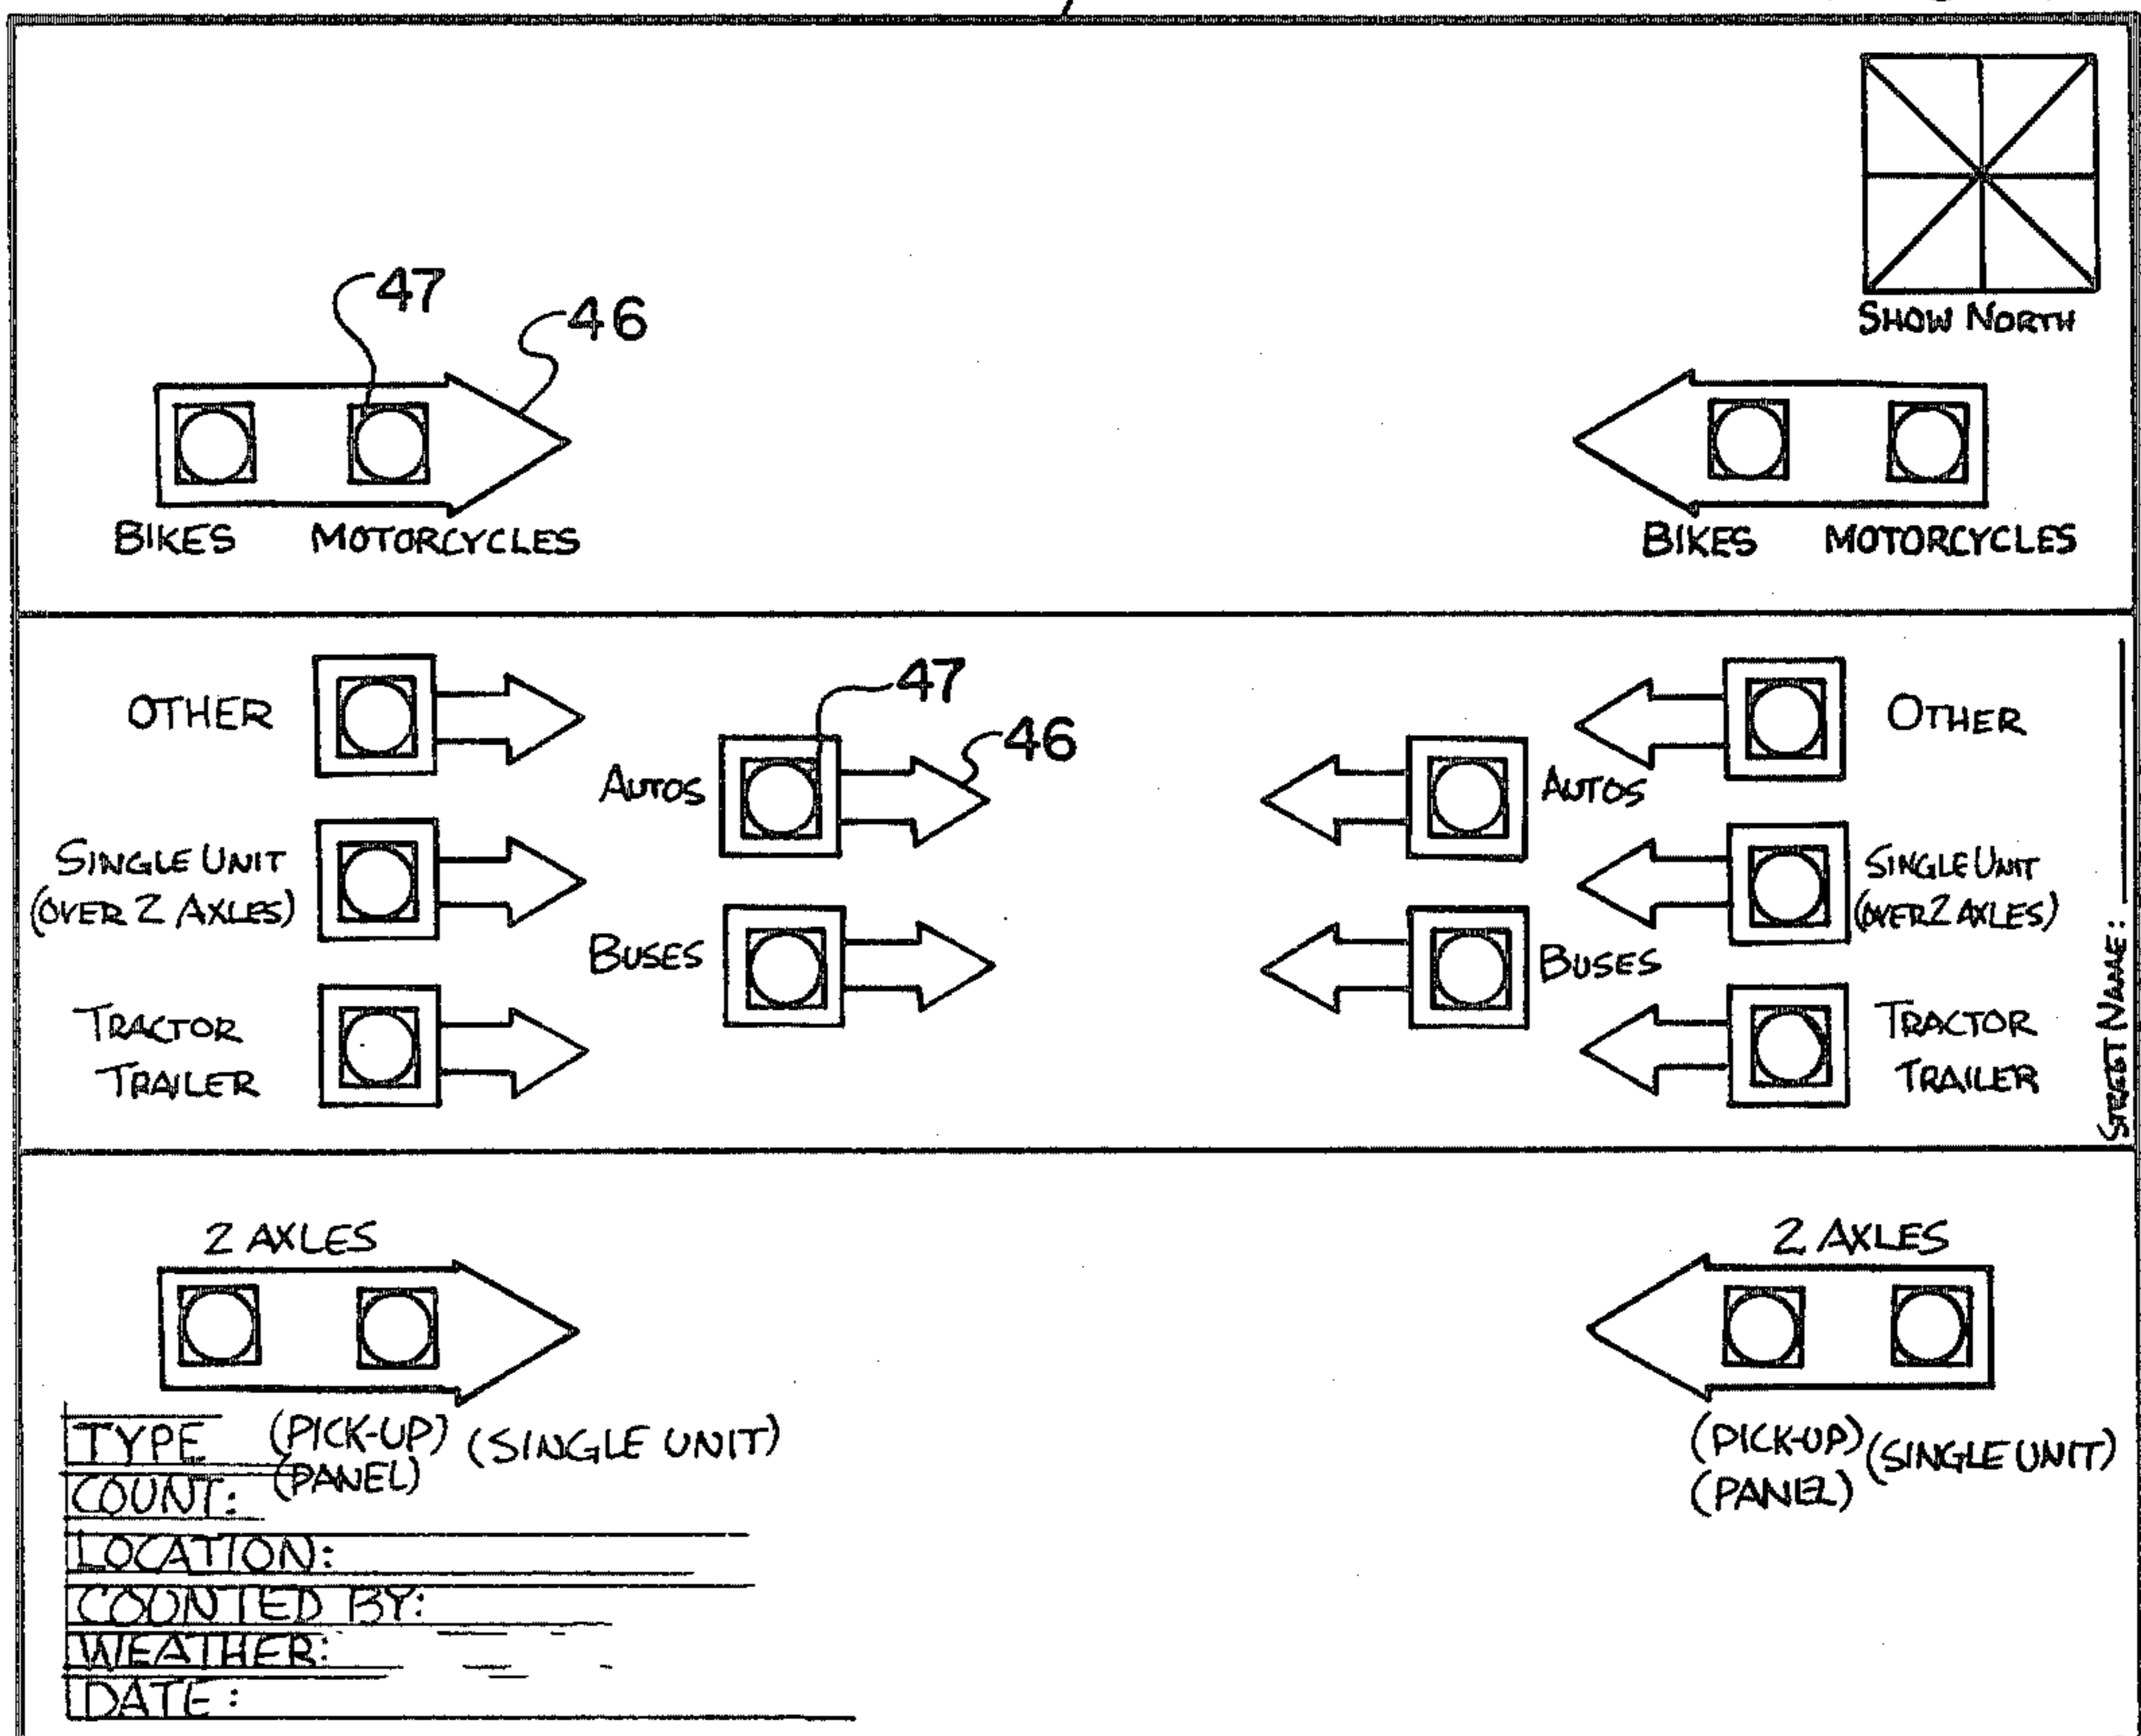 SHOW NORTH
47
46
BIKES MOTORCYCLES
BIKES MOTORCYCLES
OTHER
47
46
AUTOS
AUTOS
OTHER
SINGLE UNIT
(OVER 2 AXLES)
BUSES
BUSES
SINGLE UNIT
(OVER 2 AXLES)
TRACTOR
TRAILER
TRACTOR
TRAILER
STREET NAME:
2 AXLES
2 AXLES
TYPE (PICK-UP) (SINGLE UNIT)
COUNT: (PANEL)
(PICK-UP) (SINGLE UNIT)
(PANEL)
LOCATION:
COUNTED BY:
WEATHER:
DATE: